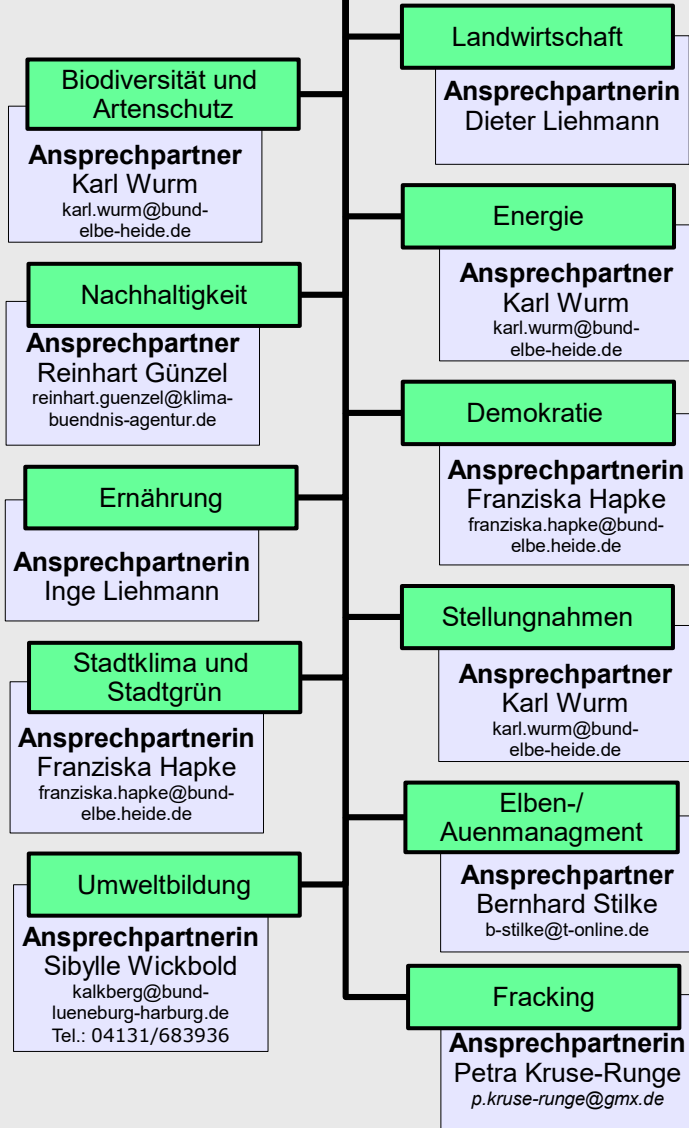 Landwirtschaft
Ansprechpartnerin
Dieter Liehmann
Biodiversität und
Artenschutz
Ansprechpartner
Karl Wurm
karl.wurm@bund-
elbe-heide.de
Energie
Ansprechpartner
Karl Wurm
karl.wurm@bund-
elbe-heide.de
Nachhaltigkeit
Ansprechpartner
Reinhart Günzel
reinhart.guenzel@klima-
buendnis-agentur.de
Demokratie
Ansprechpartnerin
Franziska Hapke
franziska.hapke@bund-
elbe.heide.de
Ernährung
Ansprechpartnerin
Inge Liehmann
Stellungnahmen
Ansprechpartner
Karl Wurm
karl.wurm@bund-
elbe-heide.de
Stadtklima und
Stadtgrün
Ansprechpartnerin
Franziska Hapke
franziska.hapke@bund-
elbe.heide.de
Elben-/
Auenmanagment
Ansprechpartner
Bernhard Stilke
b-stilke@t-online.de
Umweltbildung
Ansprechpartnerin
Sibylle Wickbold
kalkberg@bund-
lueneburg-harburg.de
Tel.: 04131/683936
Fracking
Ansprechpartnerin
Petra Kruse-Runge
p.kruse-runge@gmx.de